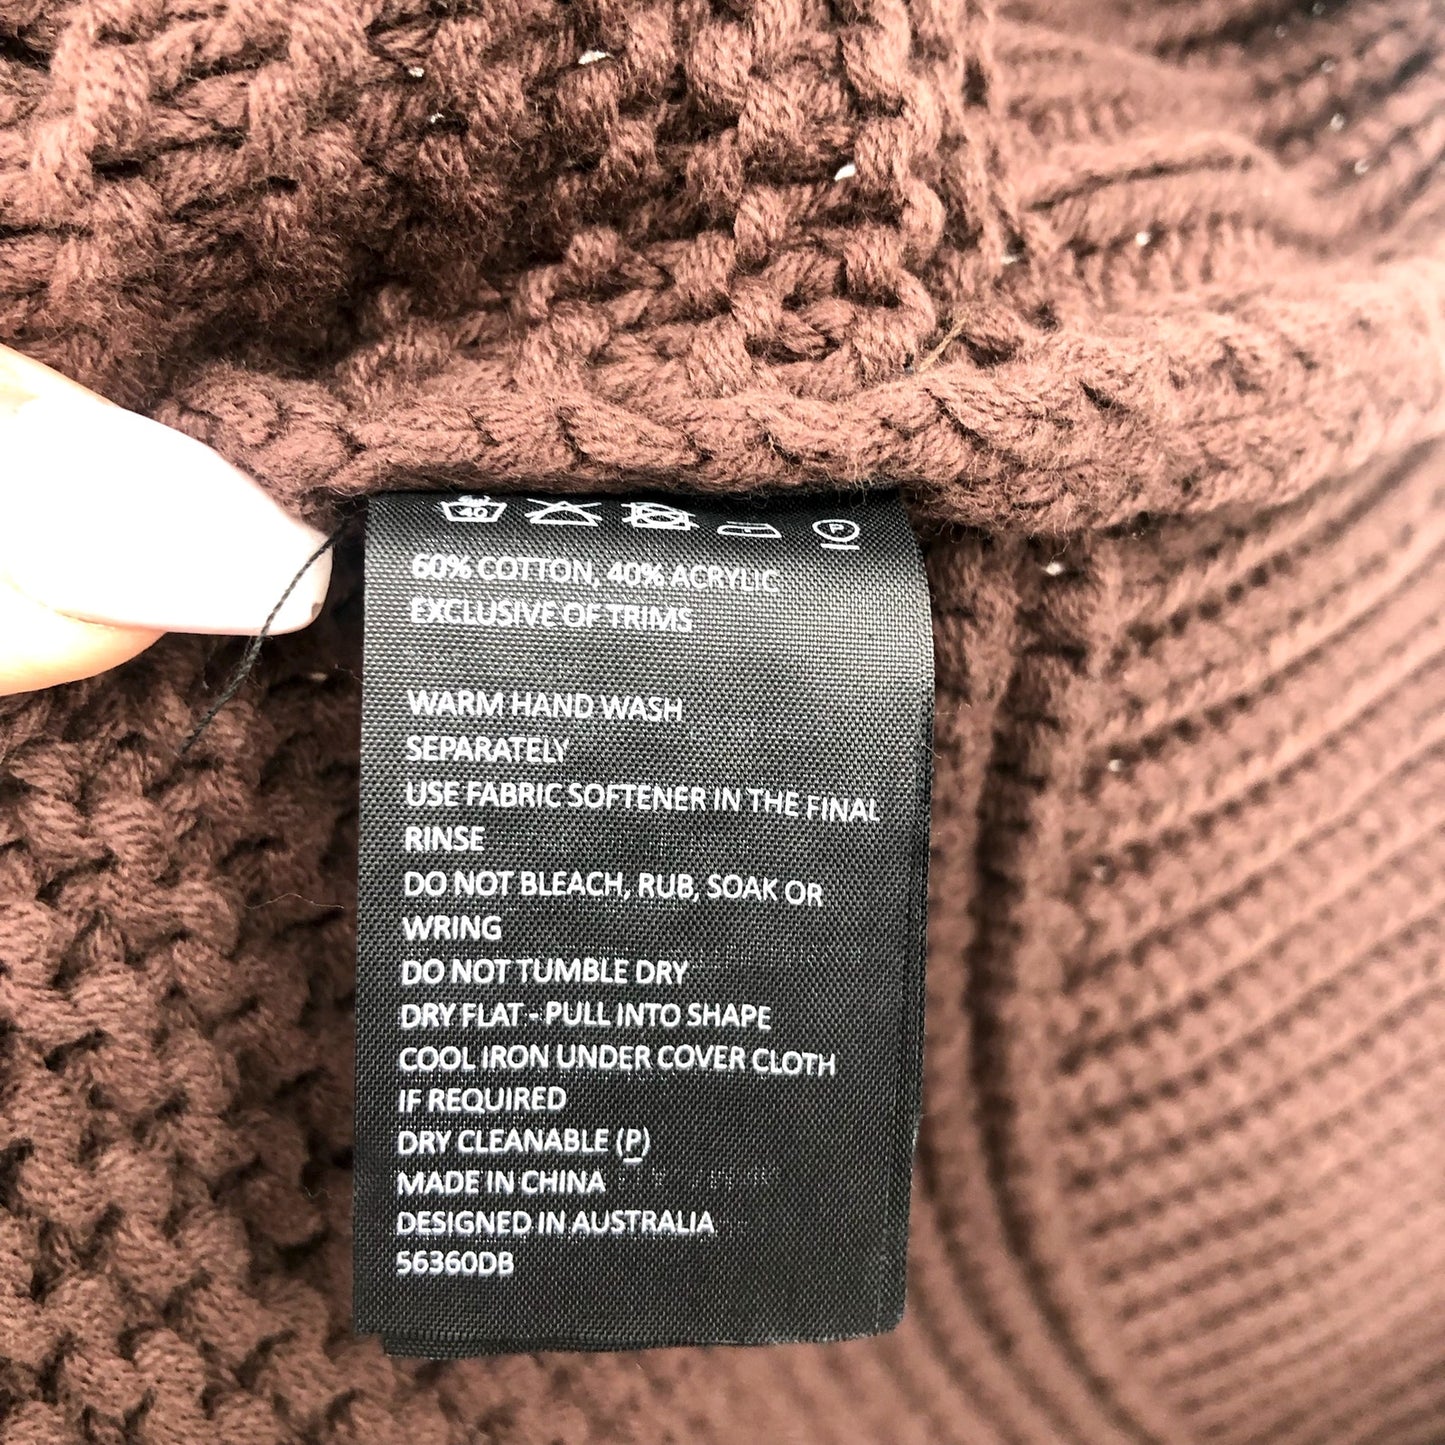 40 P
60% COTTON, 40% ACRYLIC
EXCLUSIVE OF TRIMS
WARM HAND WASH
SEPARATELY
USE FABRIC SOFTENER IN THE FINAL
RINSE
DO NOT BLEACH, RUB, SOAK OR
WRING
DO NOT TUMBLE DRY
DRY FLAT - PULL INTO SHAPE
COOL IRON UNDER COVER CLOTH
IF REQUIRED
DRY CLEANABLE (P)
MADE IN CHINA
DESIGNED IN AUSTRALIA
56360DB